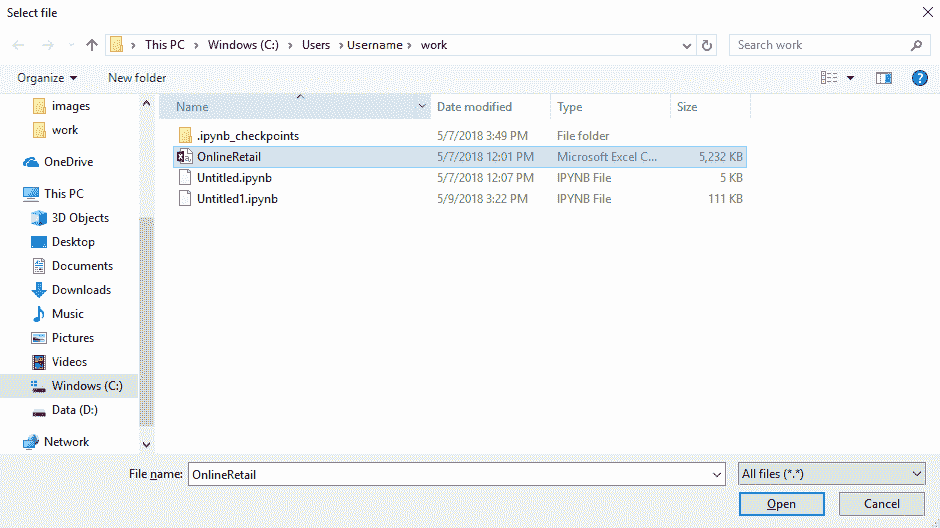 Select file
This PC Windows (C:) Users Username work
Search work
Organize New folder
Name Date modified Type Size
images
work
OneDrive
This PC
3D Objects
Desktop
Documents
Downloads
Music
Pictures
Videos
Windows (C:)
Data (D:)
Network
.ipynb_checkpoints 5/7/2018 3:49 PM File folder
OnlineRetail 5/7/2018 12:01 PM Microsoft Excel C... 5,232 KB
Untitled.ipynb 5/7/2018 12:07 PM IPYNB File 5 KB
Untitled1.ipynb 5/9/2018 3:22 PM IPYNB File 111 KB
File name: OnlineRetail All files (*.*)
Open Cancel